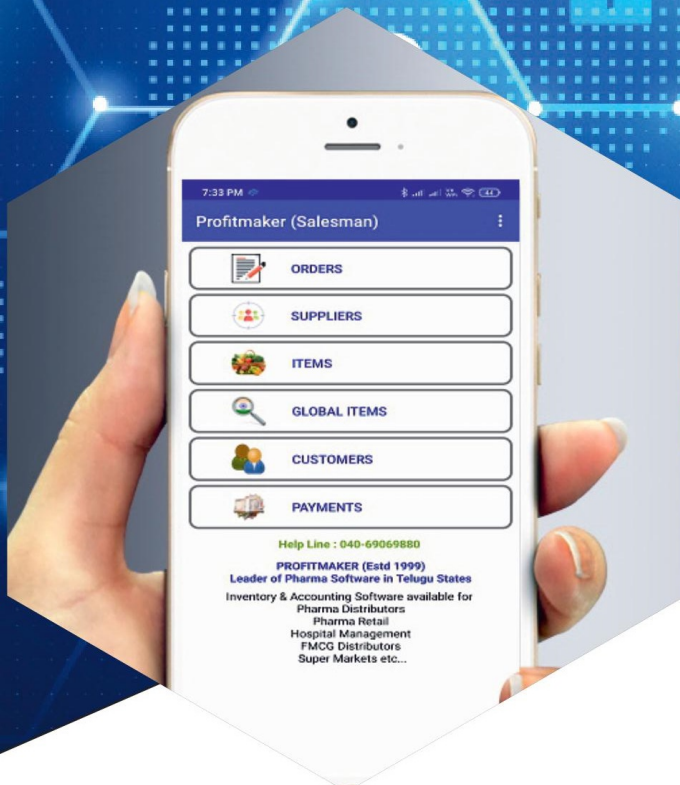 7:33 PM
44
Profitmaker (Salesman)
ORDERS
SUPPLIERS
ITEMS
GLOBAL ITEMS
CUSTOMERS
PAYMENTS
Help Line : 040-69069880
PROFITMAKER (Estd 1999)
Leader of Pharma Software in Telugu States
Inventory & Accounting Software available for
Pharma Distributors
Pharma Retail
Hospital Management
FMCG Distributors
Super Markets etc...